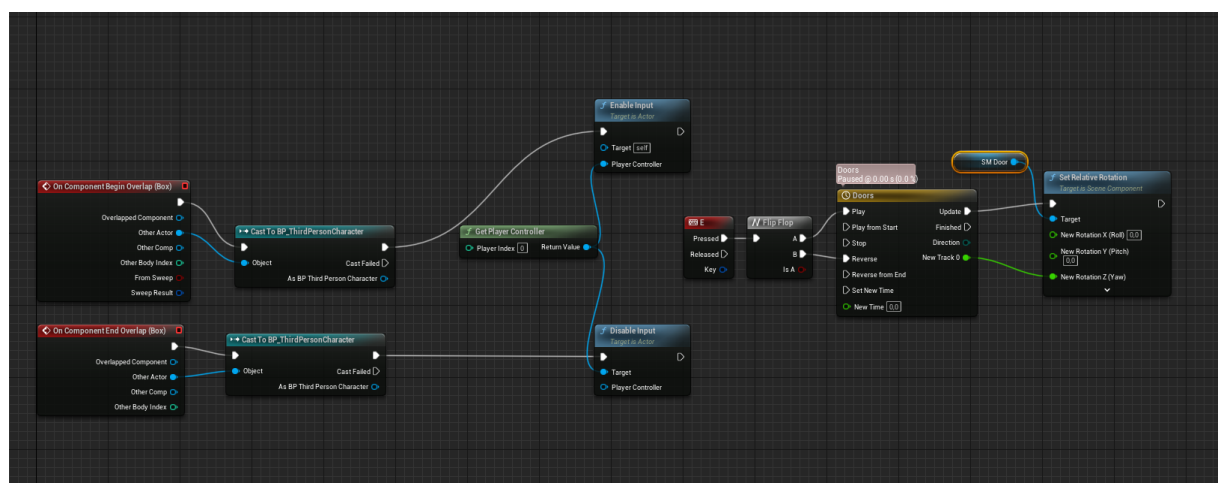 On Component Begin Overlap (Box)
Overlapped Component
Other Actor
Other Comp
Other Body Index
From Sweep
Sweep Result
Cast To BP_ThirdPersonCharacter
Object
Cast Failed
As BP Third Person Character
On Component End Overlap (Box)
Overlapped Component
Other Actor
Other Comp
Other Body Index
Cast To BP_ThirdPersonCharacter
Object
Cast Failed
As BP Third Person Character
f Get Player Controller
Player Index 0
Return Value
f Enable Input
Target is Actor
Target self
Player Controller
f Disable Input
Target is Actor
Target
Player Controller
E
Pressed
Released
Key
Flip Flop
A
B
Is A
Doors
Paused @ 0.00 s (0.0 %)
Doors
Play
Play from Start
Stop
Reverse
Reverse from End
Set New Time
New Time 0,0
Update
Finished
Direction
New Track 0
SM Door
f Set Relative Rotation
Target is Scene Component
Target
New Rotation X (Roll) 0,0
New Rotation Y (Pitch)
0,0
New Rotation Z (Yaw)